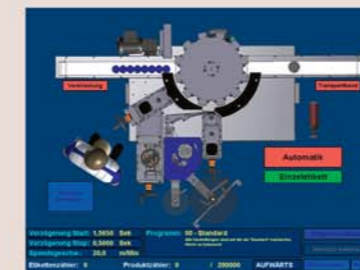 Vereinzelung
Transportband
Automatik
Einzeletikett
Verzögerung Start: 1,5650 Sek Programm: 00 - Standard
Verzögerung Stop: 0,5000 Sek
Spendegeschw.: 20,0 m/Min
Etikettenzähler: 0 Produktzähler: 0 / 200000 AUFWÄRTS